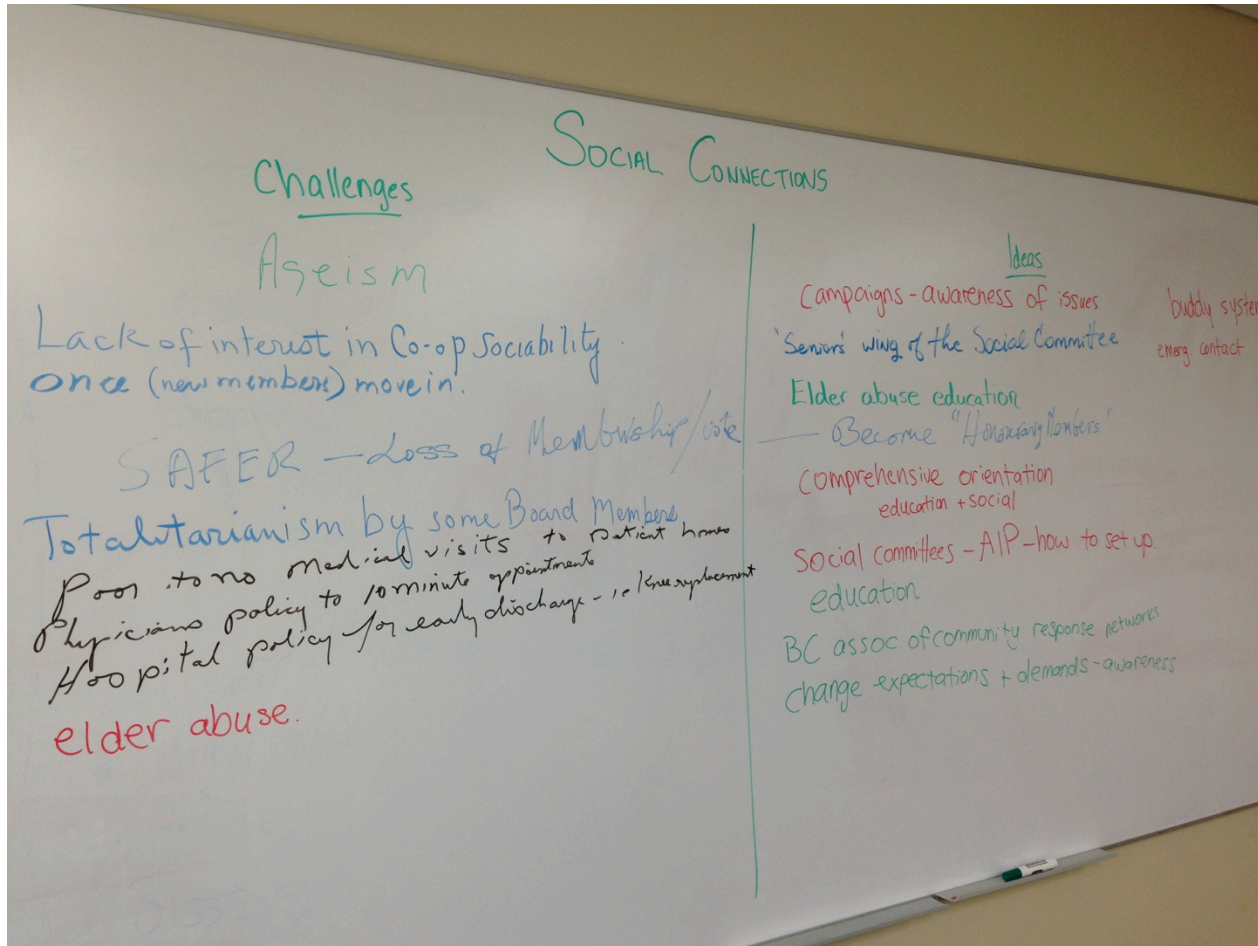 SOCIAL CONNECTIONS
Challenges
Ageism
Lack of interest in Co-op Sociability
once (new members) move in.
SAFER — Loss of Membership/vote
Totalitarianism by some Board Members
Poor to no medical visits to patient homes
Physicians policy to 10 minute appointments
Hospital policy for early discharge - ie knee replacement
elder abuse.
Ideas
Campaigns - awareness of issues
'Seniors' wing of the Social Committee
Elder abuse education
— Become "Honourary Members"
Comprehensive orientation
education + social
Social committees - AIP - how to set up
education
BC assoc of community response networks
change expectations + demands - awareness
buddy system
emerg. contact